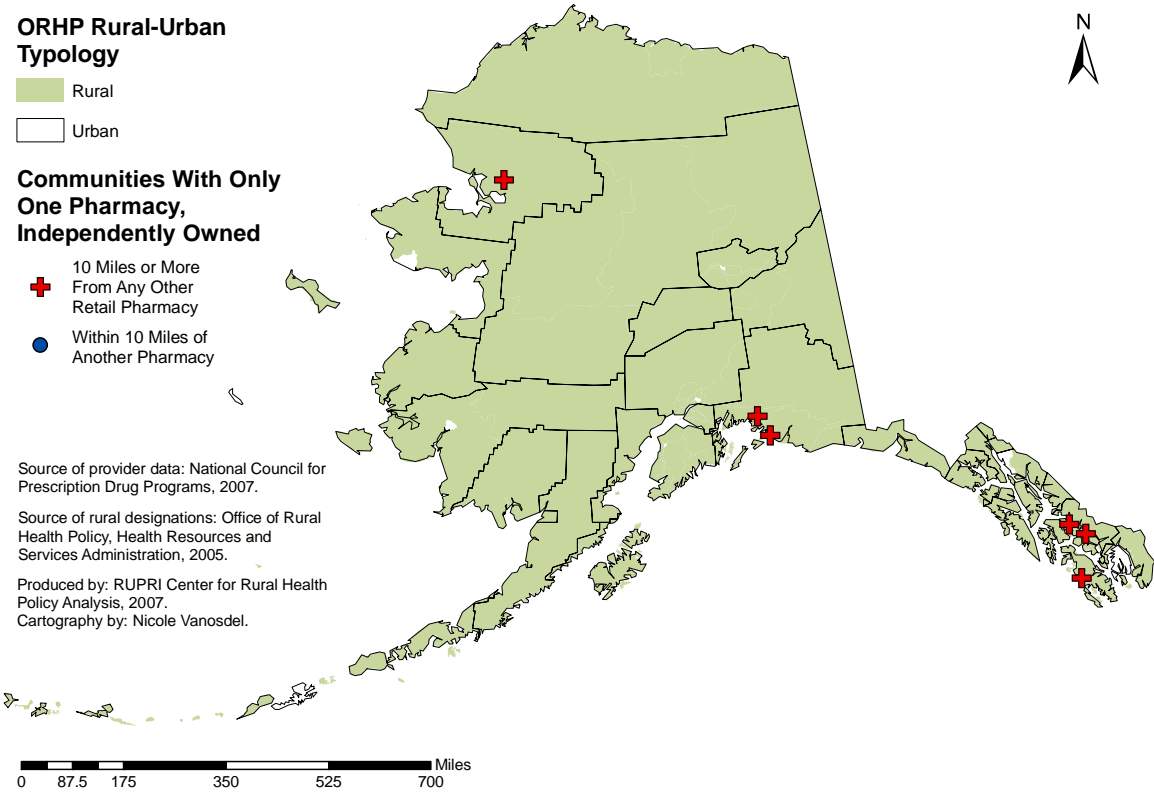 ORHP Rural-Urban
Typology
Rural
Urban
Communities With Only
One Pharmacy,
Independently Owned
10 Miles or More
From Any Other
Retail Pharmacy
Within 10 Miles of
Another Pharmacy
Source of provider data: National Council for
Prescription Drug Programs, 2007.
Source of rural designations: Office of Rural
Health Policy, Health Resources and
Services Administration, 2005.
Produced by: RUPRI Center for Rural Health
Policy Analysis, 2007.
Cartography by: Nicole Vanosdel.
N
Miles
0 87.5 175 350 525 700